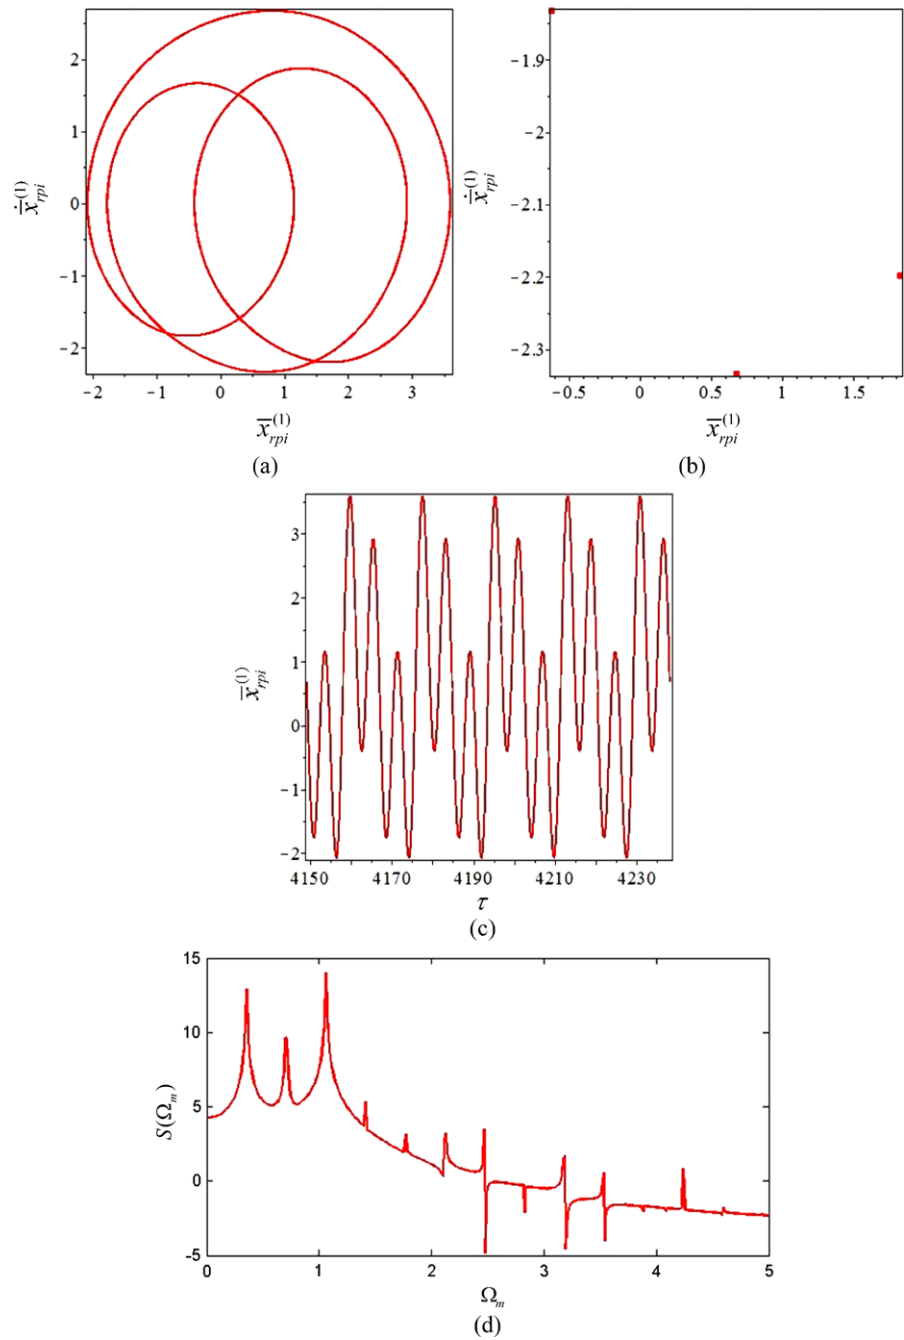 2
1
0
−1
−2
−2 −1 0 1 2 3
ẋ̄_{rpi}^{(1)}
x̄_{rpi}^{(1)}
(a)
−1.9
−2
−2.1
−2.2
−2.3
−0.5 0 0.5 1 1.5
ẋ̄_{rpi}^{(1)}
x̄_{rpi}^{(1)}
(b)
3
2
1
0
−1
−2
4150 4170 4190 4210 4230
x̄_{rpi}^{(1)}
τ
(c)
15
10
5
0
-5
0 1 2 3 4 5
S(Ω_m)
Ω_m
(d)